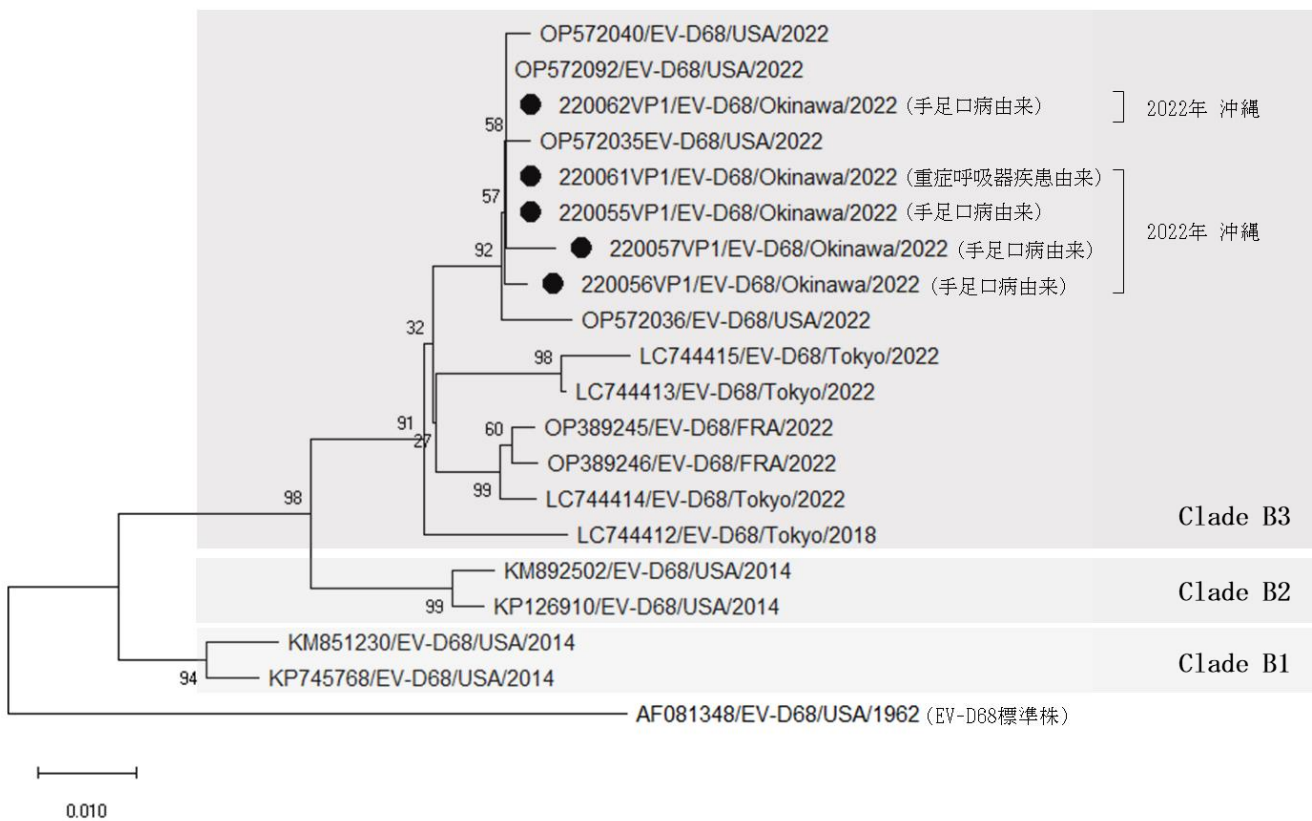 OP572040/EV-D68/USA/2022
OP572092/EV-D68/USA/2022
220062VP1/EV-D68/Okinawa/2022 (手足口病由来) 2022年 沖縄
58
OP572035EV-D68/USA/2022
220061VP1/EV-D68/Okinawa/2022 (重症呼吸器疾患由来)
57
220055VP1/EV-D68/Okinawa/2022 (手足口病由来)
2022年 沖縄
92
220057VP1/EV-D68/Okinawa/2022 (手足口病由来)
220056VP1/EV-D68/Okinawa/2022 (手足口病由来)
OP572036/EV-D68/USA/2022
32
98
LC744415/EV-D68/Tokyo/2022
LC744413/EV-D68/Tokyo/2022
91
27
60
OP389245/EV-D68/FRA/2022
OP389246/EV-D68/FRA/2022
99
98
LC744414/EV-D68/Tokyo/2022
Clade B3
LC744412/EV-D68/Tokyo/2018
KM892502/EV-D68/USA/2014
Clade B2
99
KP126910/EV-D68/USA/2014
KM851230/EV-D68/USA/2014
Clade B1
94
KP745768/EV-D68/USA/2014
AF081348/EV-D68/USA/1962 (EV-D68標準株)
0.010